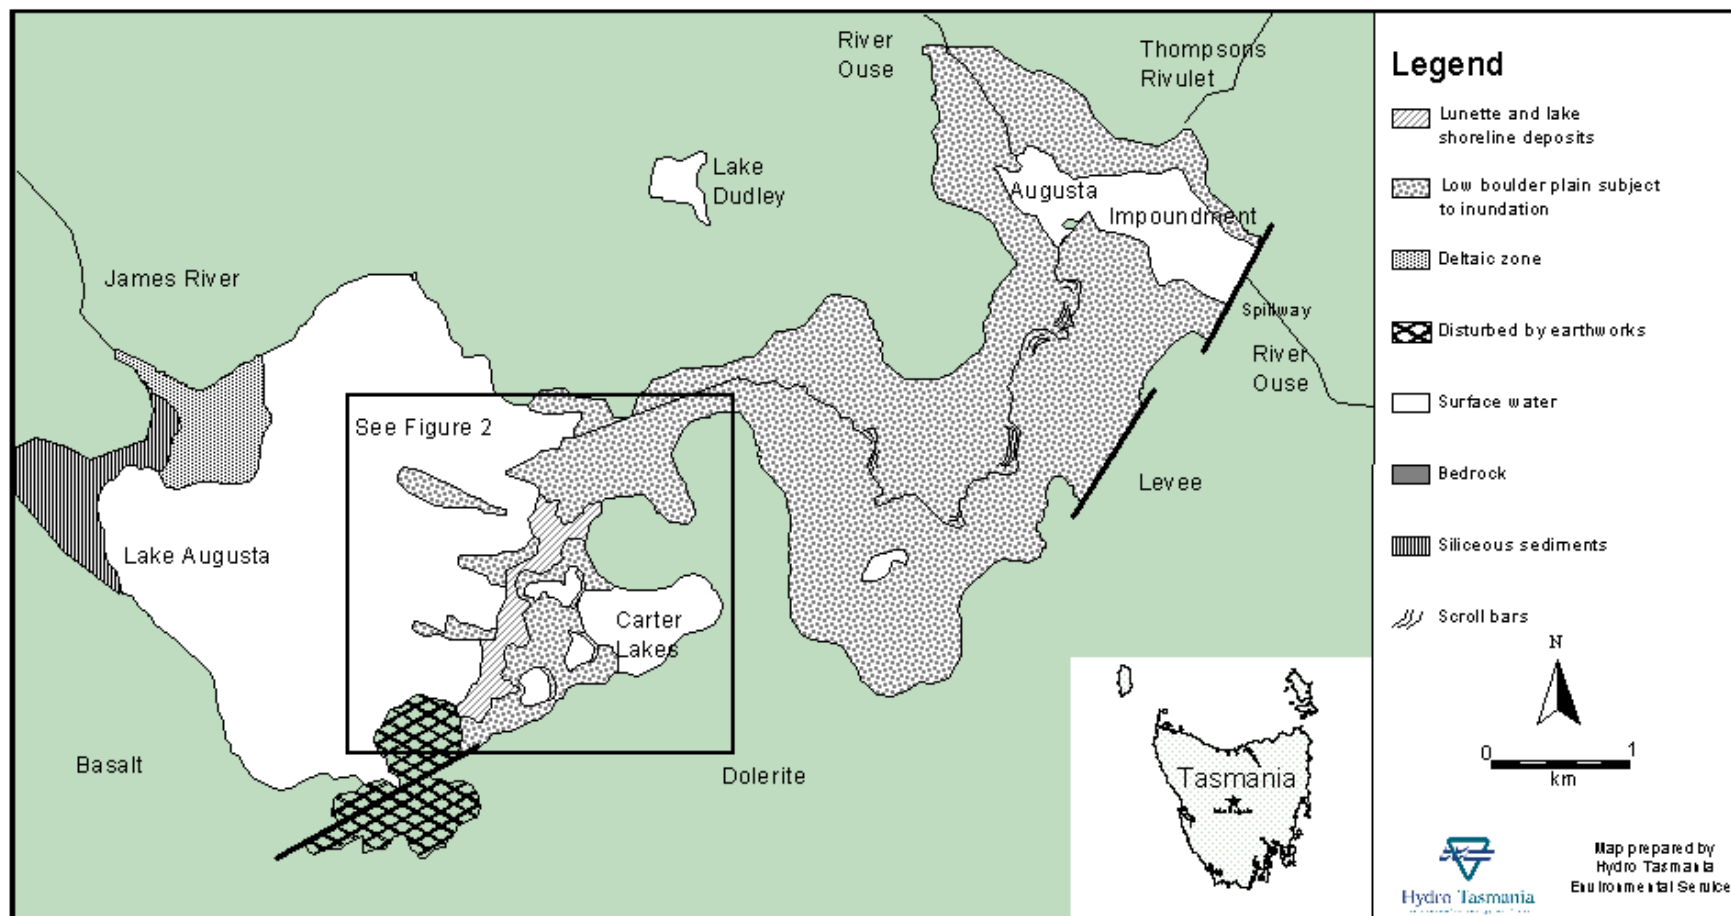 River
Ouse
Thompsons
Rivulet
Lake
Dudley
Augusta
Impoundment
James River
Spillway
River
Ouse
See Figure 2
Levee
Lake Augusta
Carter
Lakes
Basalt
Dolerite
Tasmania
Legend
Lunette and lake
shoreline deposits
Low boulder plain subject
to inundation
Deltaic zone
Disturbed by earthworks
Surface water
Bedrock
Siliceous sediments
Scroll bars
N
0 1
km
Hydro Tasmania
Map prepared by
Hydro Tasmania
Environmental Service